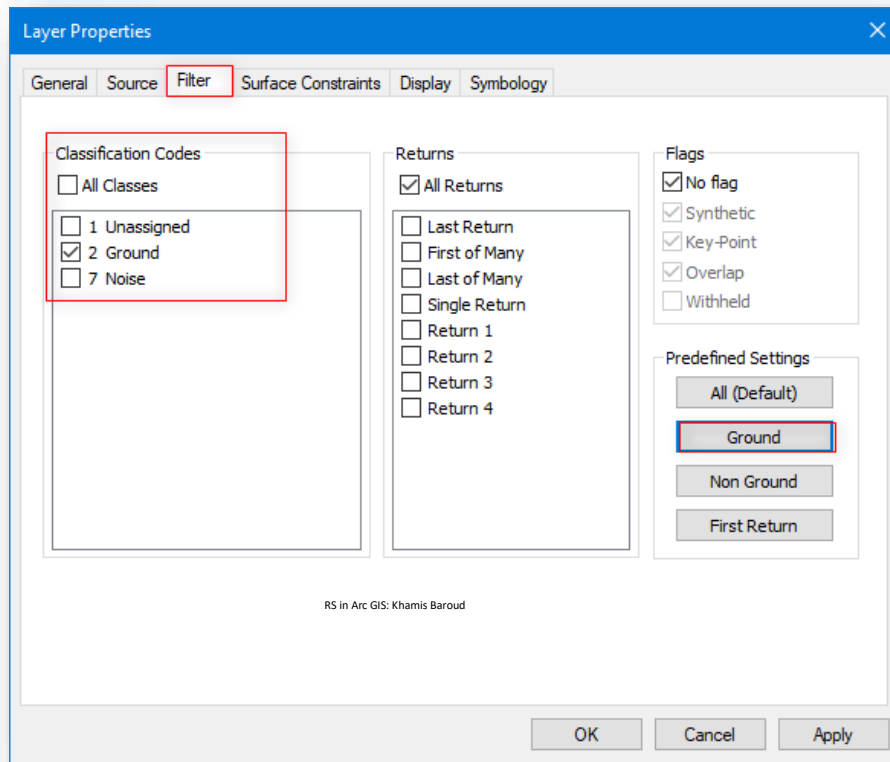 Layer Properties
General Source Filter Surface Constraints Display Symbology
Classification Codes
All Classes
1 Unassigned
2 Ground
7 Noise
Returns
All Returns
Last Return
First of Many
Last of Many
Single Return
Return 1
Return 2
Return 3
Return 4
Flags
No flag
Synthetic
Key-Point
Overlap
Withheld
Predefined Settings
All (Default)
Ground
Non Ground
First Return
RS in Arc GIS: Khamis Baroud
OK Cancel Apply